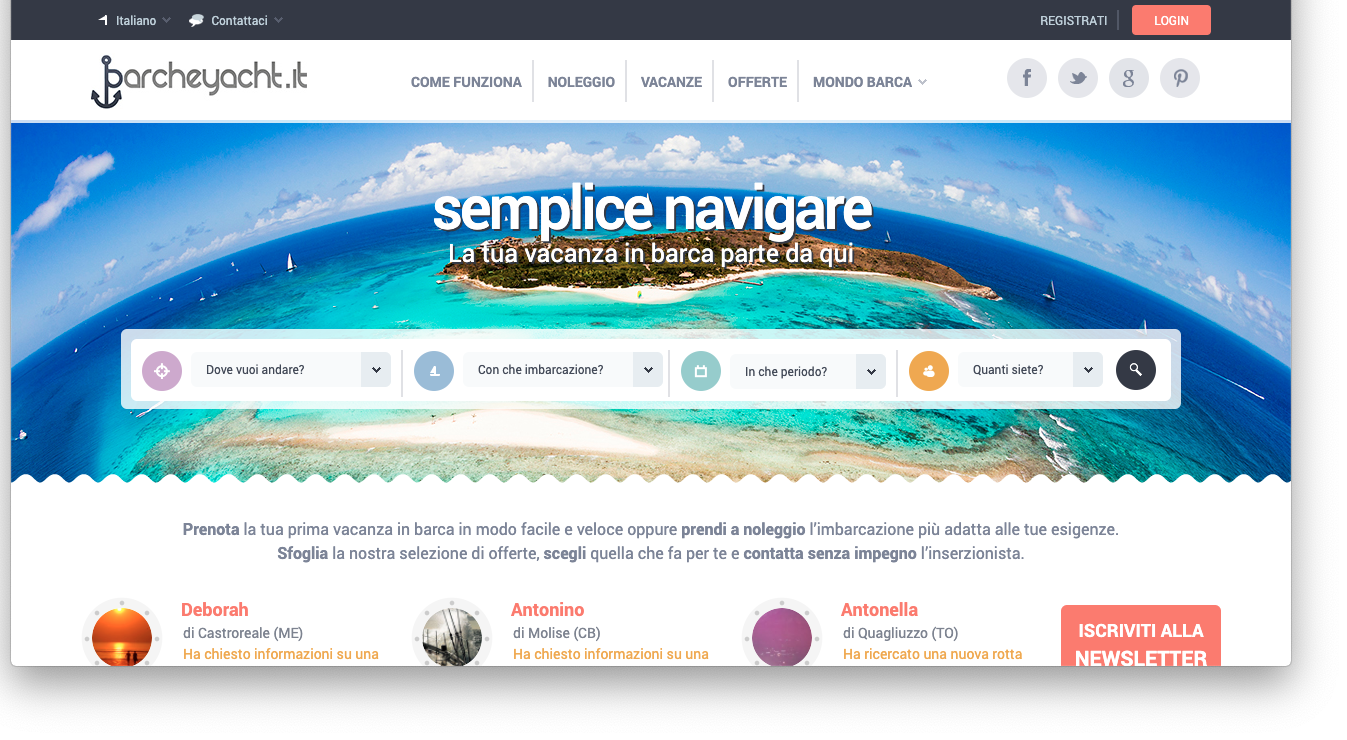 Italiano
Contattaci
REGISTRATI
LOGIN
barcheyacht.it
COME FUNZIONA
NOLEGGIO
VACANZE
OFFERTE
MONDO BARCA
semplice navigare
La tua vacanza in barca parte da qui
Dove vuoi andare?
Con che imbarcazione?
In che periodo?
Quanti siete?
Prenota la tua prima vacanza in barca in modo facile e veloce oppure prendi a noleggio l'imbarcazione più adatta alle tue esigenze.
Sfoglia la nostra selezione di offerte, scegli quella che fa per te e contatta senza impegno l'inserzionista.
Deborah
di Castroreale (ME)
Ha chiesto informazioni su una
Antonino
di Molise (CB)
Ha chiesto informazioni su una
Antonella
di Quagliuzzo (TO)
Ha ricercato una nuova rotta
ISCRIVITI ALLA
NEWSLETTER